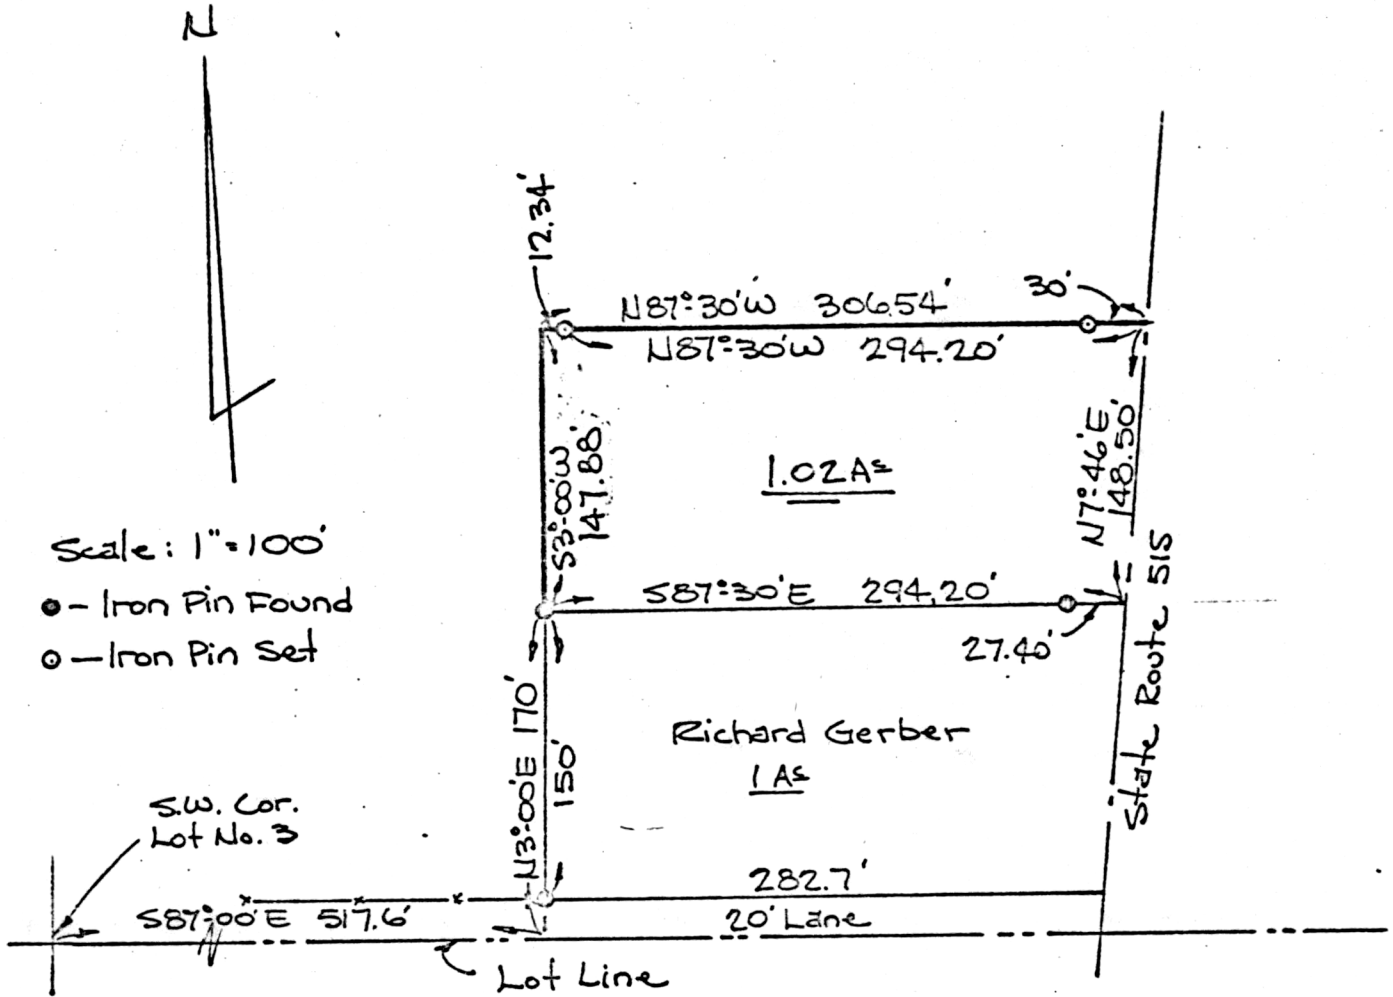 N
12.34'
N87°30'W 306.54'
30'
N87°30'W 294.20'
S3°-00'W
147.88'
1.02 As
N7°46'E
148.50'
Scale: 1"=100'
- Iron Pin Found
- Iron Pin Set
S87°30'E 294.20'
27.40'
State Route 515
N3°-00'E 170'
150'
Richard Gerber
1 As
S.W. Cor.
Lot No. 3
282.7'
S87°00'E 517.6'
20' Lane
Lot Line